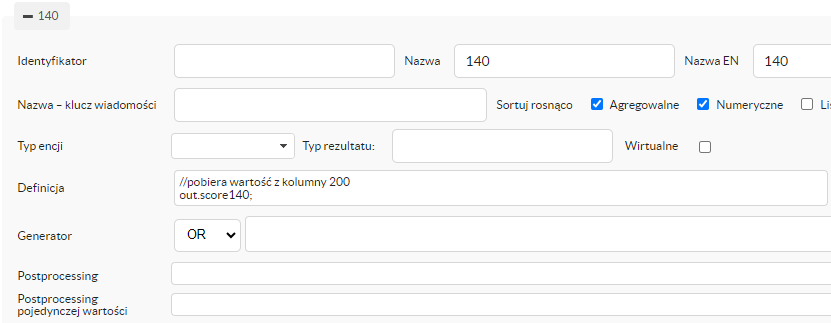 140
Identyfikator Nazwa 140 Nazwa EN 140
Nazwa – klucz wiadomości Sortuj rosnąco Agregowalne Numeryczne
Typ encji Typ rezultatu: Wirtualne
Definicja //pobiera wartość z kolumny 200
out.score140;
Generator OR
Postprocessing
Postprocessing
pojedynczej wartości